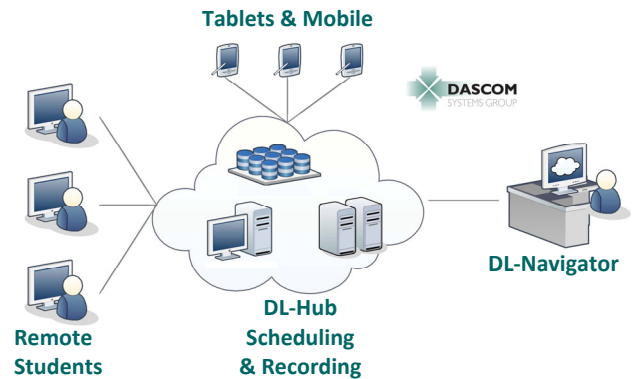 Tablets & Mobile
DASCOM
SYSTEMS GROUP
DL-Navigator
DL-Hub
Scheduling
& Recording
Remote
Students